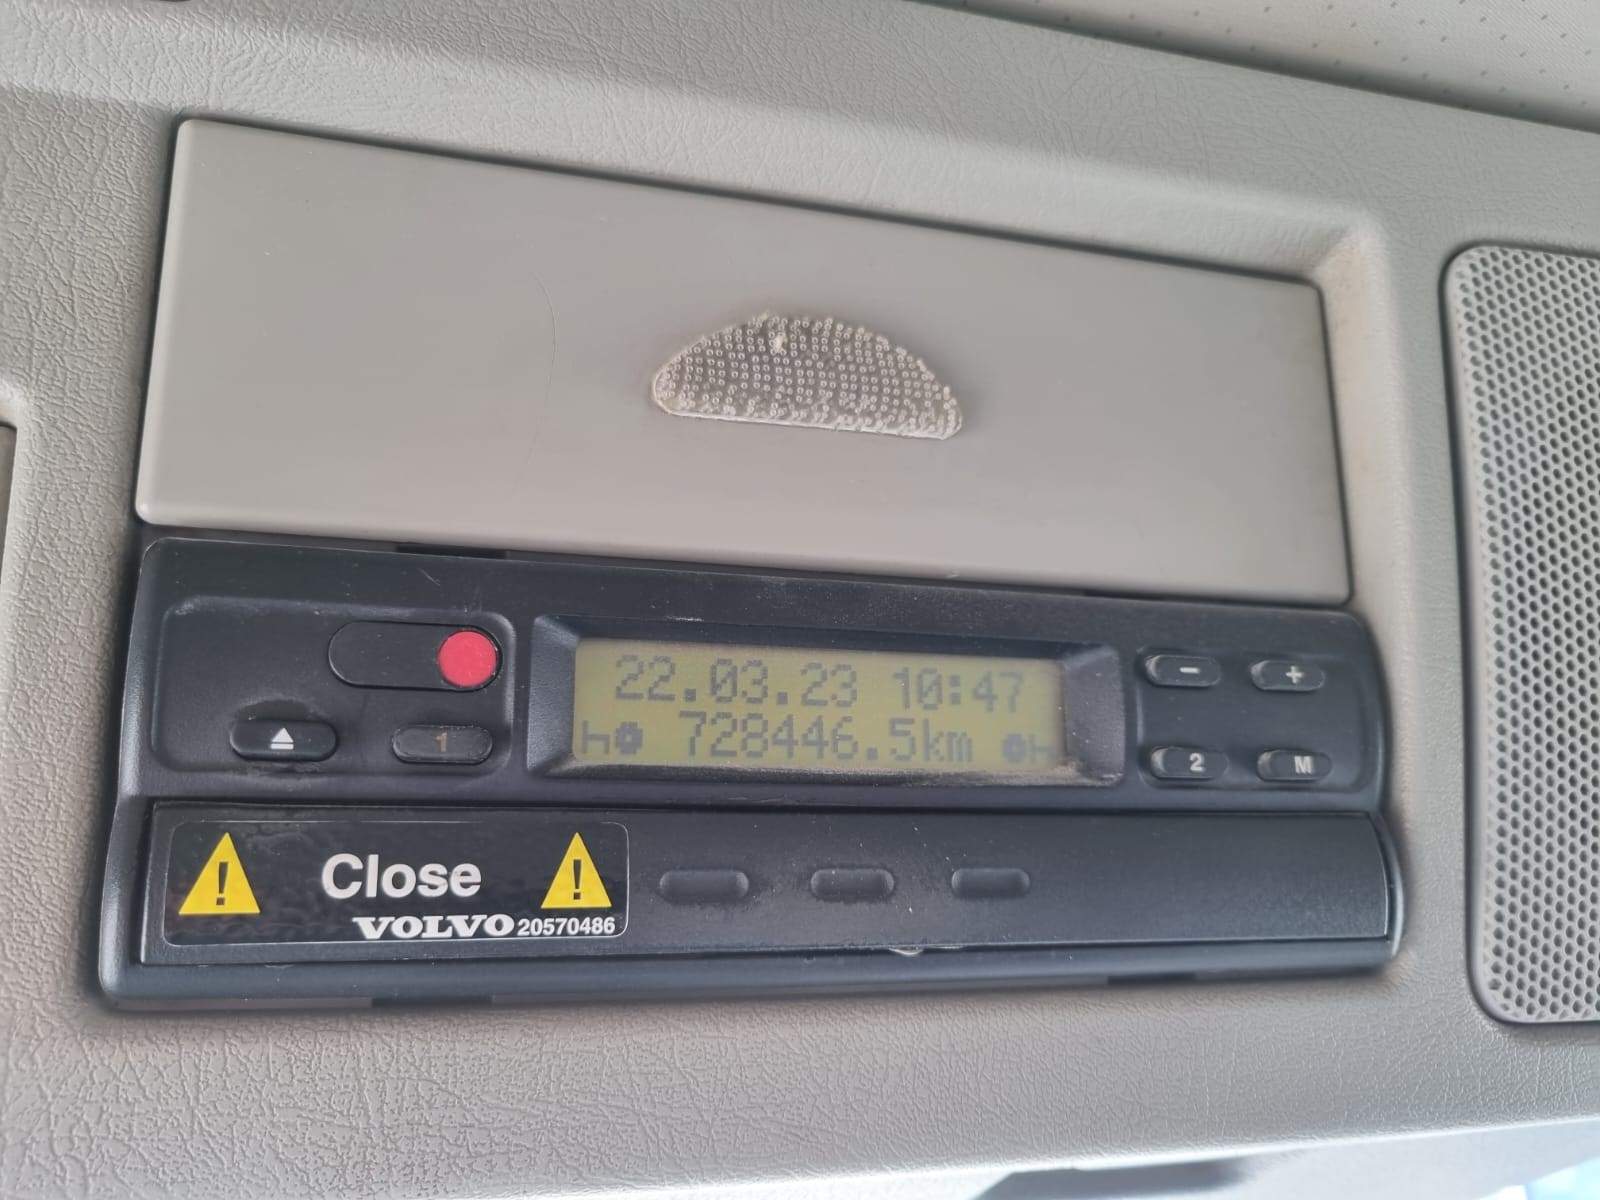 22.03.23 10:47
728446.5km
1
- +
2 M
! Close !
VOLVO 20570486